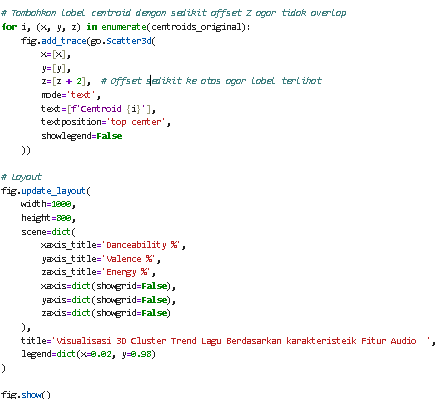 # Tambahkan label centroid dengan sedikit offset Z agar tidak overlap
for i, (x, y, z) in enumerate(centroids_original):
    fig.add_trace(go.Scatter3d(
        x=[x],
        y=[y],
        z=[z + 2],  # Offset sedikit ke atas agar label terlihat
        mode='text',
        text=[f'Centroid {i}'],
        textposition='top center',
        showlegend=False
    ))
# Layout
fig.update_layout(
    width=1000,
    height=800,
    scene=dict(
        xaxis_title='Danceability %',
        yaxis_title='Valence %',
        zaxis_title='Energy %',
        xaxis=dict(showgrid=False),
        yaxis=dict(showgrid=False),
        zaxis=dict(showgrid=False)
    ),
    title='Visualisasi 3D Cluster Trend Lagu Berdasarkan karakteristeik Fitur Audio  ',
    legend=dict(x=0.02, y=0.98)
)
fig.show()